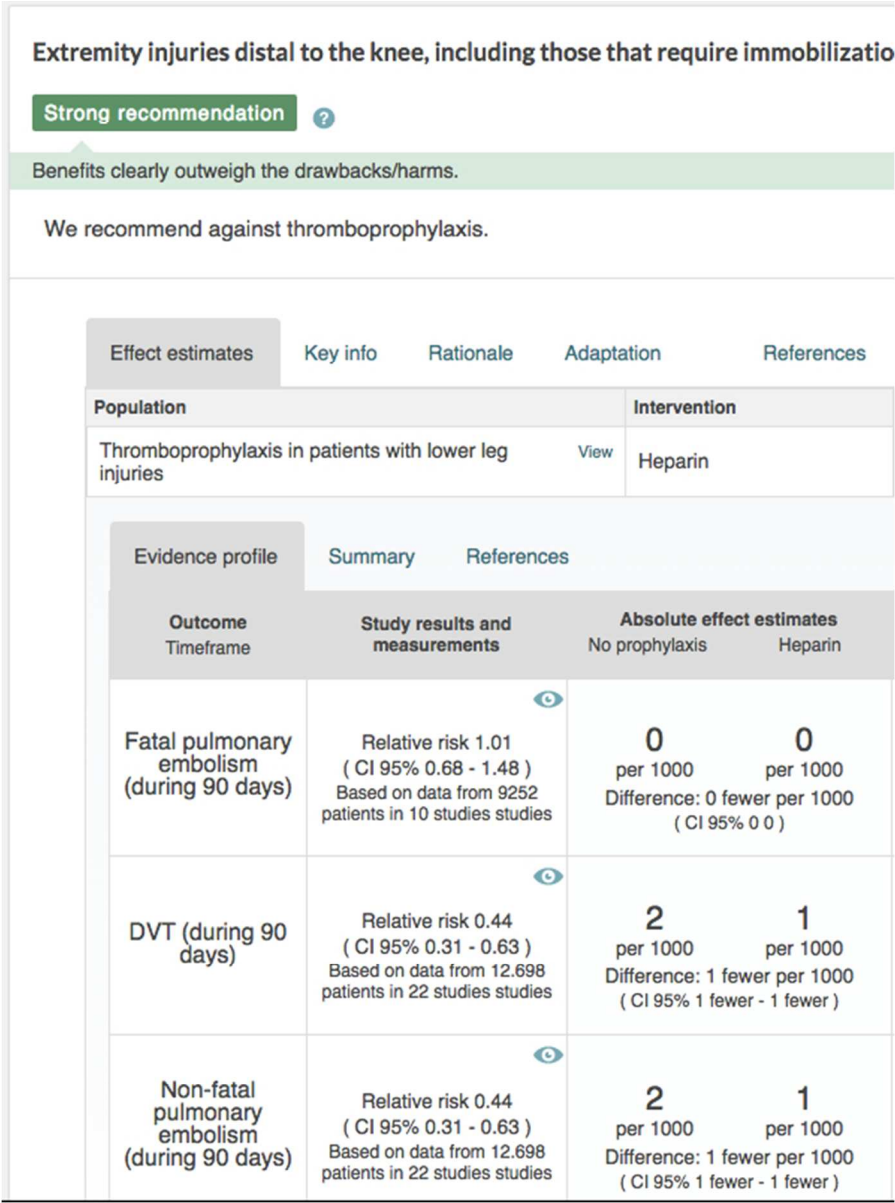 Extremity injuries distal to the knee, including those that require immobilizatio
Strong recommendation ?
Benefits clearly outweigh the drawbacks/harms.
We recommend against thromboprophylaxis.
Effect estimates Key info Rationale Adaptation References
Population Intervention
Thromboprophylaxis in patients with lower leg
injuries
View
Heparin
Evidence profile Summary References
Outcome
Timeframe
Study results and
measurements
Absolute effect estimates
No prophylaxis Heparin
Fatal pulmonary
embolism
(during 90 days)
Relative risk 1.01
( CI 95% 0.68 - 1.48 )
Based on data from 9252
patients in 10 studies studies
0 0
per 1000 per 1000
Difference: 0 fewer per 1000
( CI 95% 0 0 )
DVT (during 90
days)
Relative risk 0.44
( CI 95% 0.31 - 0.63 )
Based on data from 12.698
patients in 22 studies studies
2 1
per 1000 per 1000
Difference: 1 fewer per 1000
( CI 95% 1 fewer - 1 fewer )
Non-fatal
pulmonary
embolism
(during 90 days)
Relative risk 0.44
( CI 95% 0.31 - 0.63 )
Based on data from 12.698
patients in 22 studies studies
2 1
per 1000 per 1000
Difference: 1 fewer per 1000
( CI 95% 1 fewer - 1 fewer )